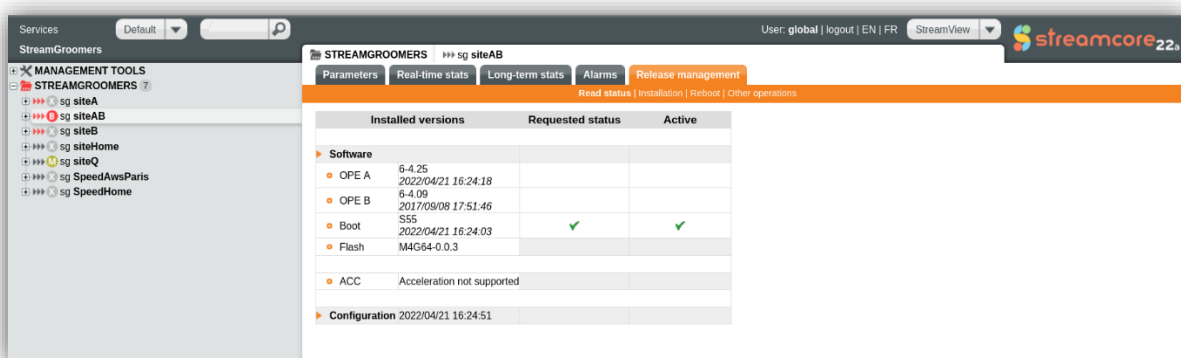 Services Default User: global | logout | EN | FR StreamView streamcore22a
StreamGroomers
STREAMGROOMERS sg siteAB
MANAGEMENT TOOLS
STREAMGROOMERS 7
sg siteA
B sg siteAB
sg siteB
sg siteHome
M sg siteQ
sg SpeedAwsParis
sg SpeedHome
Parameters Real-time stats Long-term stats Alarms Release management
Read status | Installation | Reboot | Other operations
Installed versions Requested status Active
Software
OPE A 6-4.25
2022/04/21 16:24:18
OPE B 6-4.09
2017/09/08 17:51:46
Boot S55
2022/04/21 16:24:03
Flash M4G64-0.0.3
ACC Acceleration not supported
Configuration 2022/04/21 16:24:51